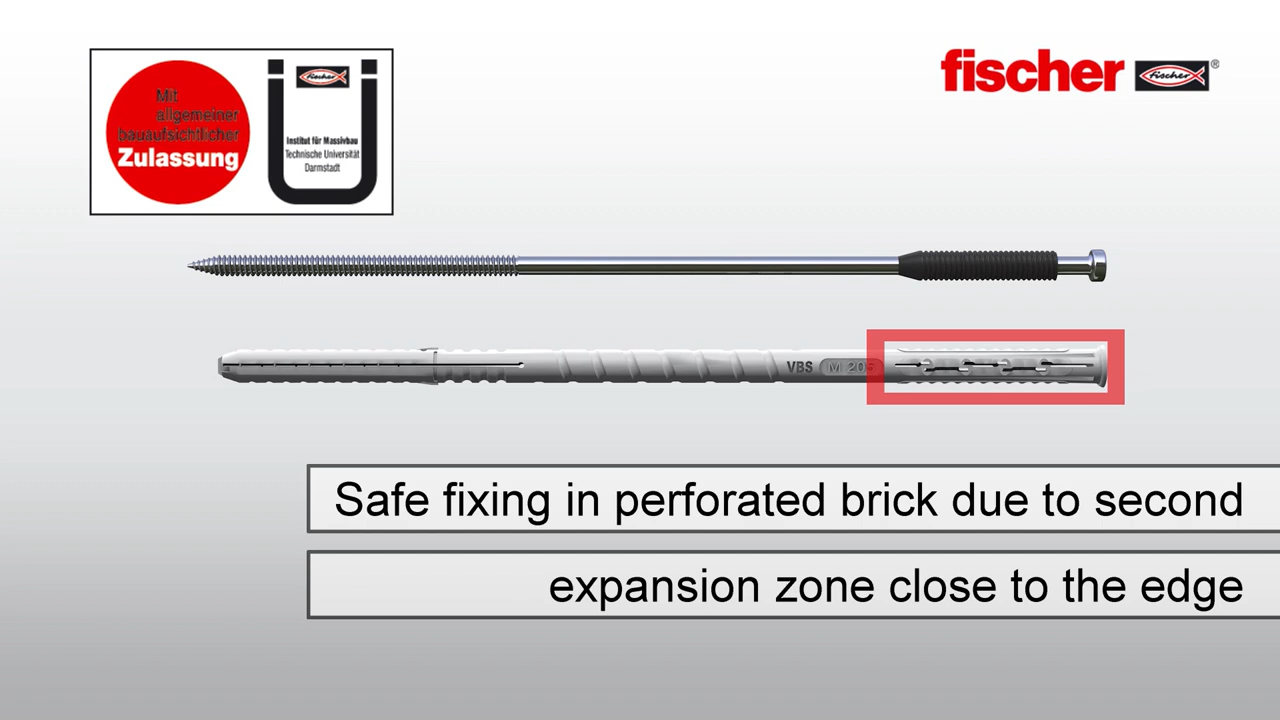 Mit
allgemeiner
bauaufsichtlicher
Zulassung
fischer
Institut für Massivbau
Technische Universität
Darmstadt
fischer fischer ®
VBS M 205
Safe fixing in perforated brick due to second
expansion zone close to the edge